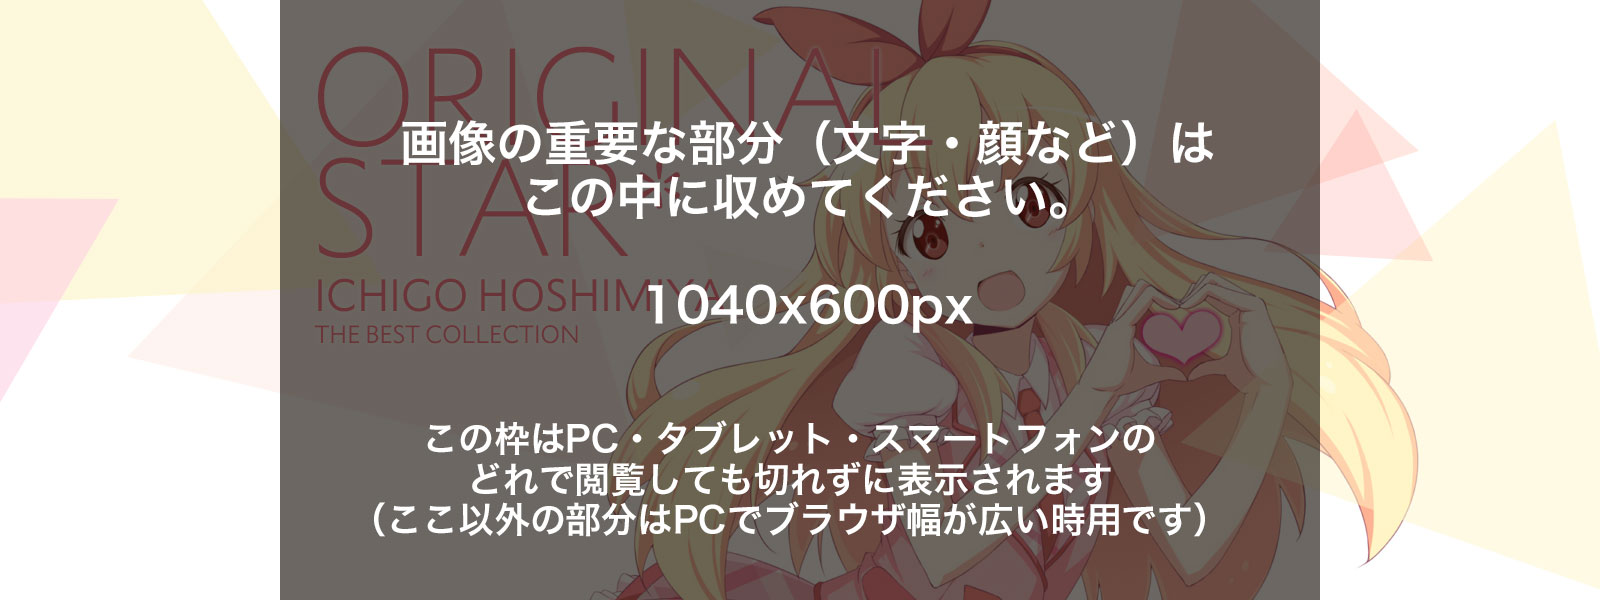 ORIGINAL
STAR*
ICHIGO HOSHIMIYA
THE BEST COLLECTION
画像の重要な部分（文字・顔など）は
この中に収めてください。
1040x600px
この枠はPC・タブレット・スマートフォンの
どれで閲覧しても切れずに表示されます
（ここ以外の部分はPCでブラウザ幅が広い時用です）